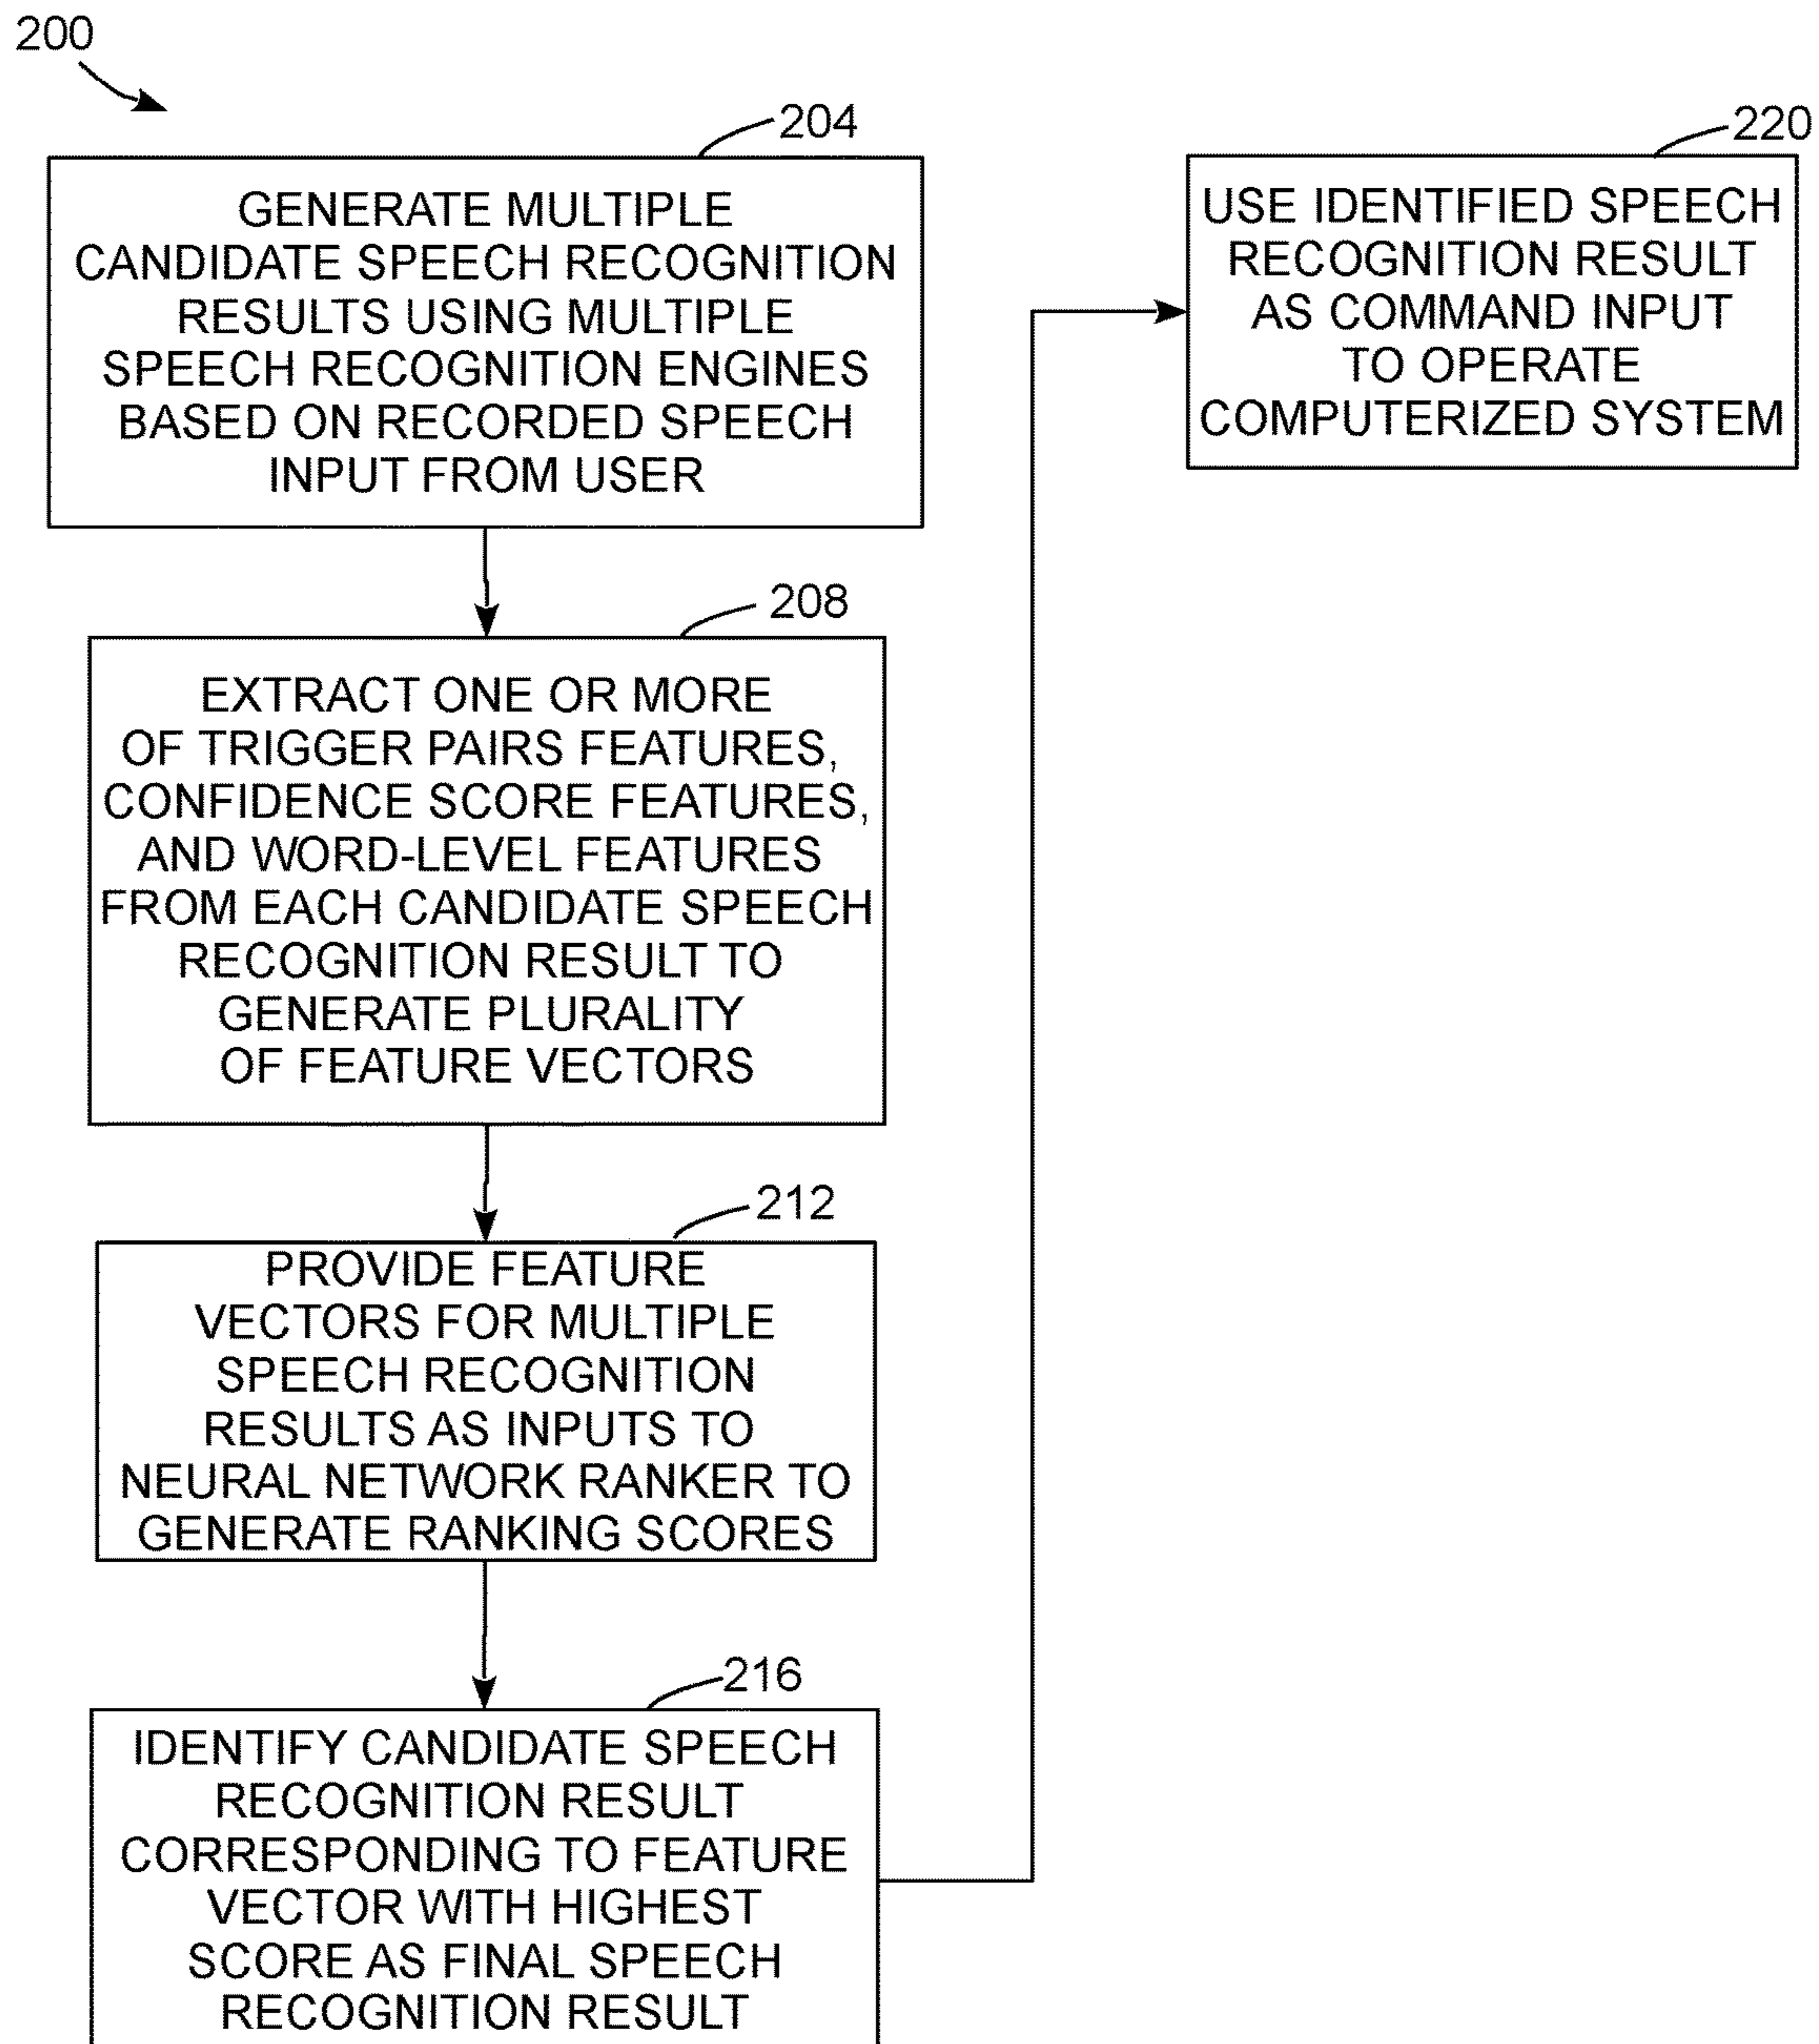 200
204
GENERATE MULTIPLE
CANDIDATE SPEECH RECOGNITION
RESULTS USING MULTIPLE
SPEECH RECOGNITION ENGINES
BASED ON RECORDED SPEECH
INPUT FROM USER
208
EXTRACT ONE OR MORE
OF TRIGGER PAIRS FEATURES,
CONFIDENCE SCORE FEATURES,
AND WORD-LEVEL FEATURES
FROM EACH CANDIDATE SPEECH
RECOGNITION RESULT TO
GENERATE PLURALITY
OF FEATURE VECTORS
212
PROVIDE FEATURE
VECTORS FOR MULTIPLE
SPEECH RECOGNITION
RESULTS AS INPUTS TO
NEURAL NETWORK RANKER TO
GENERATE RANKING SCORES
216
IDENTIFY CANDIDATE SPEECH
RECOGNITION RESULT
CORRESPONDING TO FEATURE
VECTOR WITH HIGHEST
SCORE AS FINAL SPEECH
RECOGNITION RESULT
220
USE IDENTIFIED SPEECH
RECOGNITION RESULT
AS COMMAND INPUT
TO OPERATE
COMPUTERIZED SYSTEM